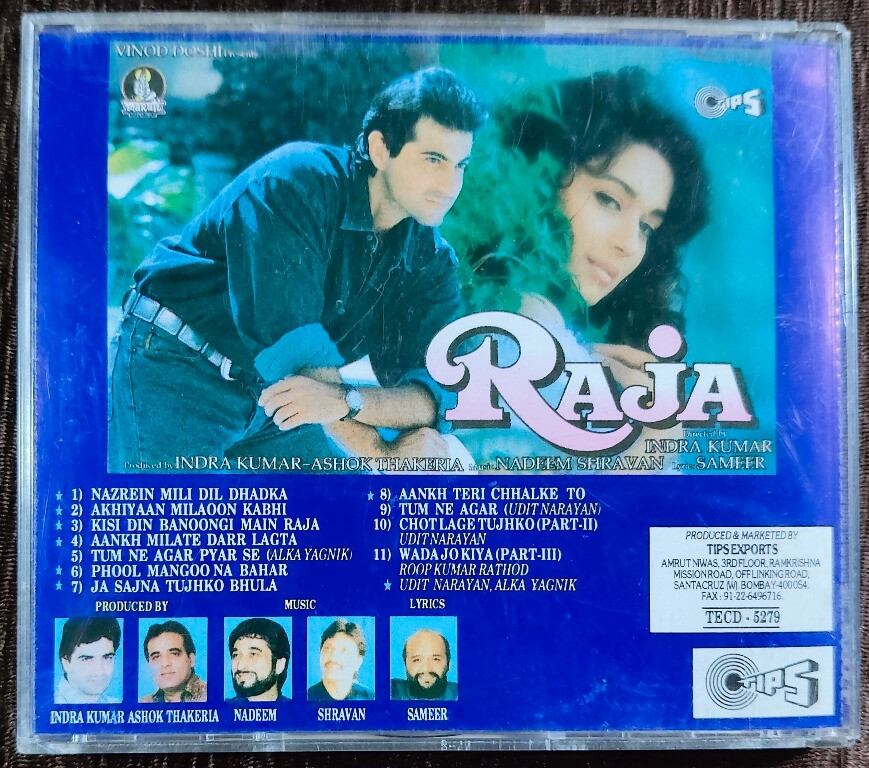 VINOD DOSHI Presents
MARUTI
TIPS
RAJA
Directed by
INDRA KUMAR
Produced by INDRA KUMAR-ASHOK THAKERIA Music NADEEM SHRAVAN Lyrics SAMEER
★ 1) NAZREIN MILI DIL DHADKA
★ 2) AKHIYAAN MILAOON KABHI
★ 3) KISI DIN BANOONGI MAIN RAJA
★ 4) AANKH MILATE DARR LAGTA
5) TUM NE AGAR PYAR SE (ALKA YAGNIK)
★ 6) PHOOL MANGOO NA BAHAR
★ 7) JA SAJNA TUJHKO BHULA
★ 8) AANKH TERI CHHALKE TO
9) TUM NE AGAR (UDIT NARAYAN)
10) CHOT LAGE TUJHKO (PART-II)
UDIT NARAYAN
11) WADA JO KIYA (PART-III)
ROOP KUMAR RATHOD
★ UDIT NARAYAN, ALKA YAGNIK
PRODUCED BY MUSIC LYRICS
INDRA KUMAR ASHOK THAKERIA NADEEM SHRAVAN SAMEER
PRODUCED & MARKETED BY
TIPS EXPORTS
AMRUT NIWAS, 3RD FLOOR, RAMKRISHNA
MISSION ROAD, OFF LINKING ROAD,
SANTACRUZ (W), BOMBAY-400 054.
FAX : 91-22-6496716.
TECD - 5279
TIPS